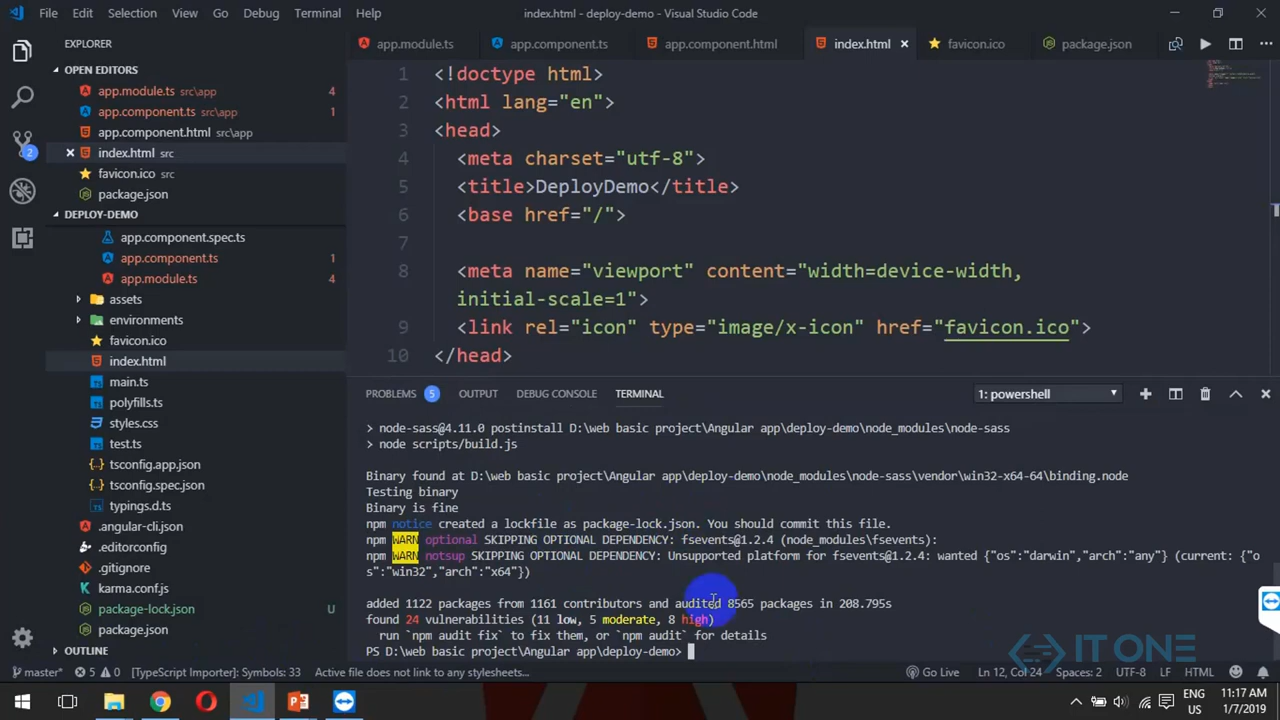 File Edit Selection View Go Debug Terminal Help index.html - deploy-demo - Visual Studio Code
EXPLORER
app.module.ts app.component.ts app.component.html index.html favicon.ico package.json
OPEN EDITORS
app.module.ts src\app 4
app.component.ts src\app 1
app.component.html src\app
index.html src
favicon.ico src
package.json
DEPLOY-DEMO
app.component.spec.ts
app.component.ts 1
app.module.ts 4
assets
environments
favicon.ico
index.html
main.ts
polyfills.ts
styles.css
test.ts
tsconfig.app.json
tsconfig.spec.json
typings.d.ts
.angular-cli.json
.editorconfig
.gitignore
karma.conf.js
package-lock.json U
package.json
OUTLINE
2
1 <!doctype html>
2 <html lang="en">
3 <head>
4 <meta charset="utf-8">
5 <title>DeployDemo</title>
6 <base href="/">
7
8 <meta name="viewport" content="width=device-width,
initial-scale=1">
9 <link rel="icon" type="image/x-icon" href="favicon.ico">
10 </head>
PROBLEMS 5 OUTPUT DEBUG CONSOLE TERMINAL 1: powershell
> node-sass@4.11.0 postinstall D:\web basic project\Angular app\deploy-demo\node_modules\node-sass
> node scripts/build.js
Binary found at D:\web basic project\Angular app\deploy-demo\node_modules\node-sass\vendor\win32-x64-64\binding.node
Testing binary
Binary is fine
npm notice created a lockfile as package-lock.json. You should commit this file.
npm WARN optional SKIPPING OPTIONAL DEPENDENCY: fsevents@1.2.4 (node_modules\fsevents):
npm WARN notsup SKIPPING OPTIONAL DEPENDENCY: Unsupported platform for fsevents@1.2.4: wanted {"os":"darwin","arch":"any"} (current: {"o
s":"win32","arch":"x64"})
added 1122 packages from 1161 contributors and audited 8565 packages in 208.795s
found 24 vulnerabilities (11 low, 5 moderate, 8 high)
run `npm audit fix` to fix them, or `npm audit` for details
PS D:\web basic project\Angular app\deploy-demo>
IT ONE
master* 5 0 [TypeScript Importer]: Symbols: 33 Active file does not need any stylesheets... Go Live Ln 12, Col 24 Spaces: 2 UTF-8 LF HTML
ENG
US
11:17 AM
1/7/2019